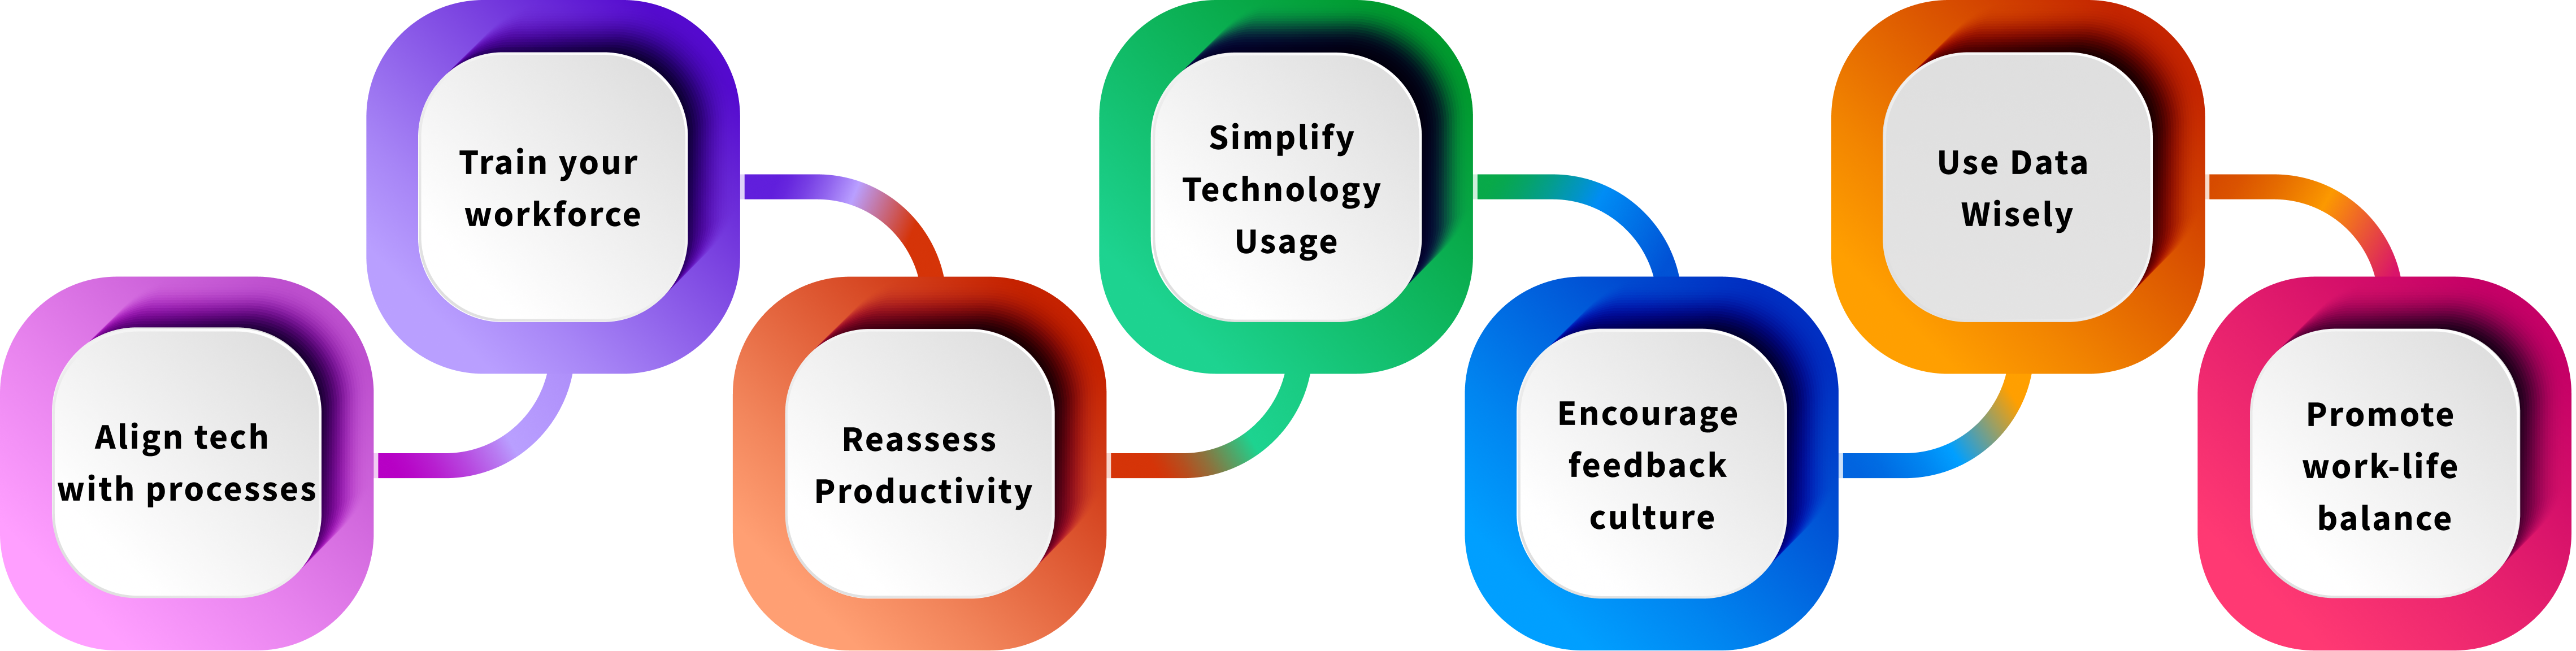 Align tech
with processes
Train your
workforce
Reassess
Productivity
Simplify
Technology
Usage
Encourage
feedback
culture
Use Data
Wisely
Promote
work-life
balance